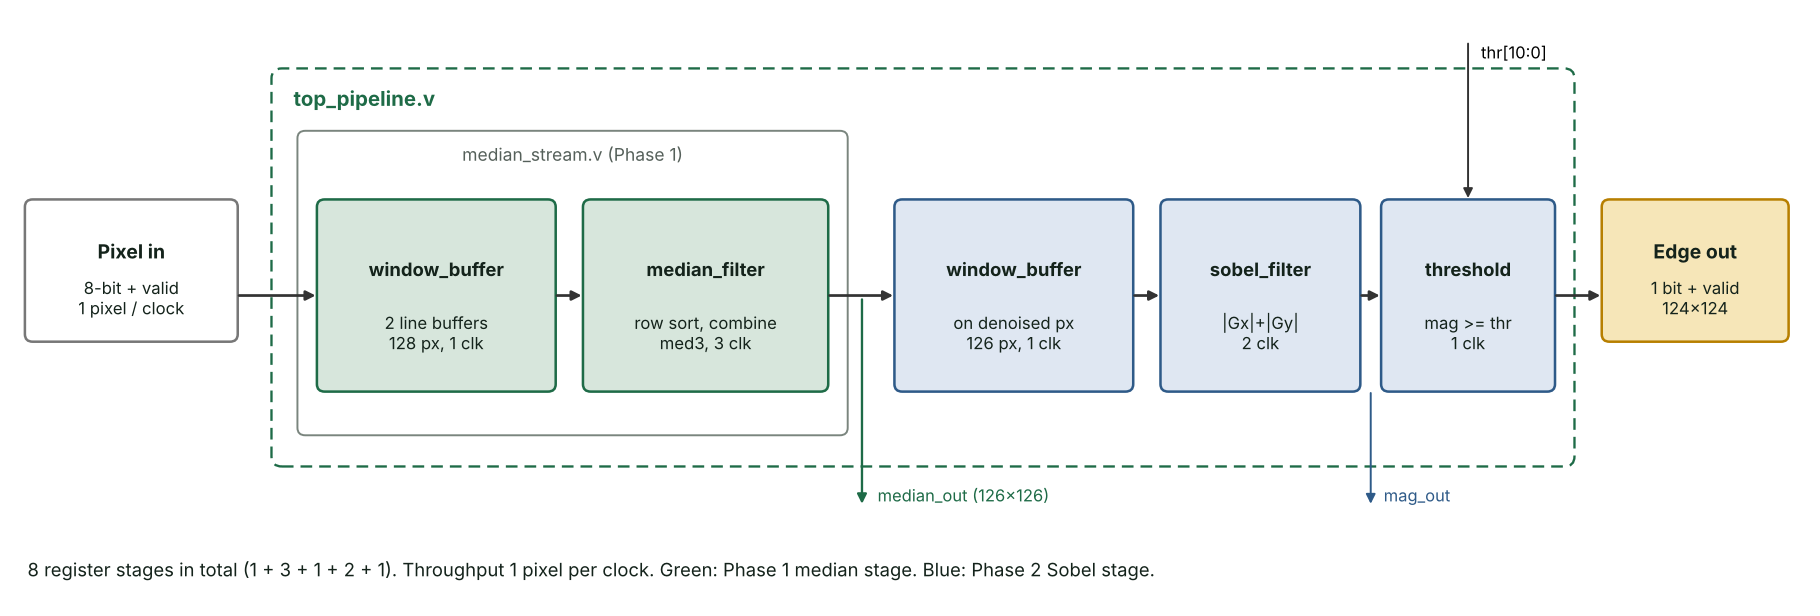 thr[10:0]
top_pipeline.v
median_stream.v (Phase 1)
Pixel in
8-bit + valid
1 pixel / clock
window_buffer
2 line buffers
128 px, 1 clk
median_filter
row sort, combine
med3, 3 clk
window_buffer
on denoised px
126 px, 1 clk
sobel_filter
|Gx|+|Gy|
2 clk
threshold
mag >= thr
1 clk
Edge out
1 bit + valid
124×124
median_out (126×126)
mag_out
8 register stages in total (1 + 3 + 1 + 2 + 1). Throughput 1 pixel per clock. Green: Phase 1 median stage. Blue: Phase 2 Sobel stage.